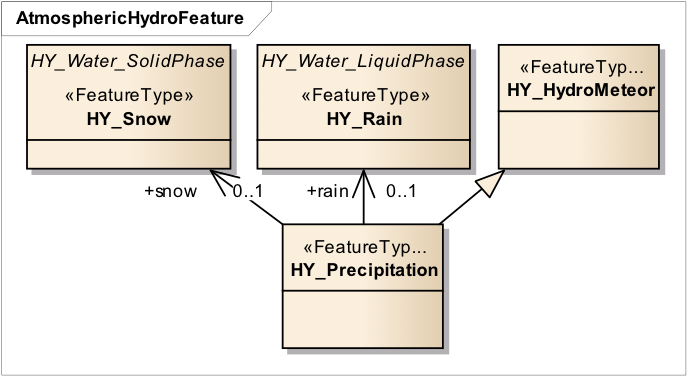 AtmosphericHydroFeature
HY_Water_SolidPhase
«FeatureType»
HY_Snow
HY_Water_LiquidPhase
«FeatureType»
HY_Rain
«FeatureTyp...
HY_HydroMeteor
+snow 0..1
+rain 0..1
«FeatureTyp...
HY_Precipitation